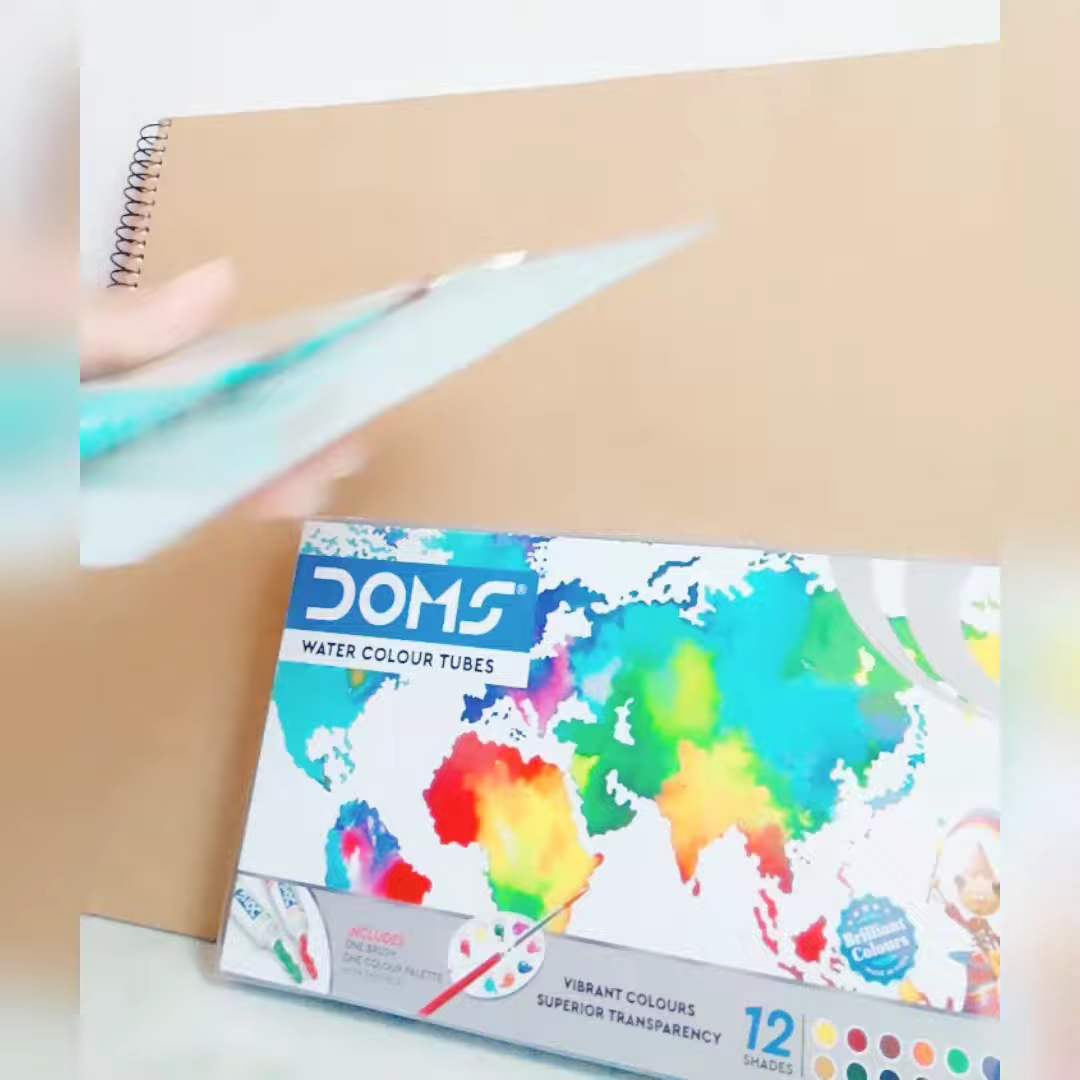 DOMS®
WATER COLOUR TUBES
INCLUDES
ONE BRUSH
ONE COLOUR PALETTE
VIBRANT COLOURS
SUPERIOR TRANSPARENCY
12
SHADES
Brilliant
Colours